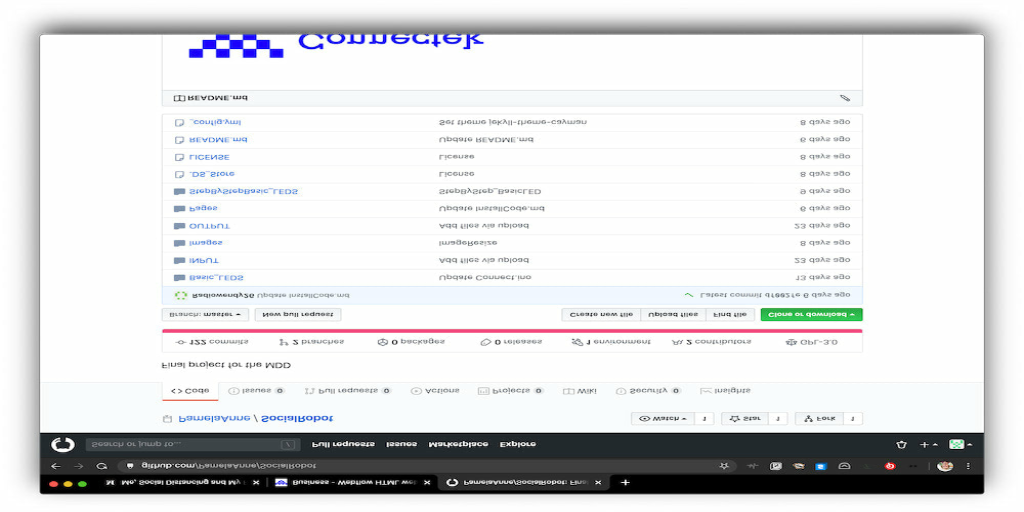 Me, Social Distancing and My
Business - Webflow HTML web
PamelaAnne/SocialRobot: Fina
github.com/PamelaAnne/SocialRobot
Search or jump to...
/
Pull requests Issues Marketplace Explore
PamelaAnne / SocialRobot
Watch 1 Star 1 Fork 1
Code Issues 0 Pull requests 0 Actions Projects 0 Wiki Security 0 Insights
Final project for the MDD
122 commits 2 branches 0 packages 0 releases 1 environment 2 contributors GPL-3.0
Branch: master New pull request Create new file Upload files Find file Clone or download
Radiowendy26 Update InstallCode.md Latest commit df0027e 6 days ago
Basic_LEDS Update Connect.ino 13 days ago
INPUT Add files via upload 23 days ago
Images ImageResize 8 days ago
OUTPUT Add files via upload 23 days ago
Pages Update InstallCode.md 6 days ago
StepByStepBasic_LEDS StepByStep_BasicLED 9 days ago
.DS_Store License 8 days ago
LICENSE License 8 days ago
README.md Update README.md 6 days ago
_config.yml Set theme jekyll-theme-cayman 8 days ago
README.md
Connectek